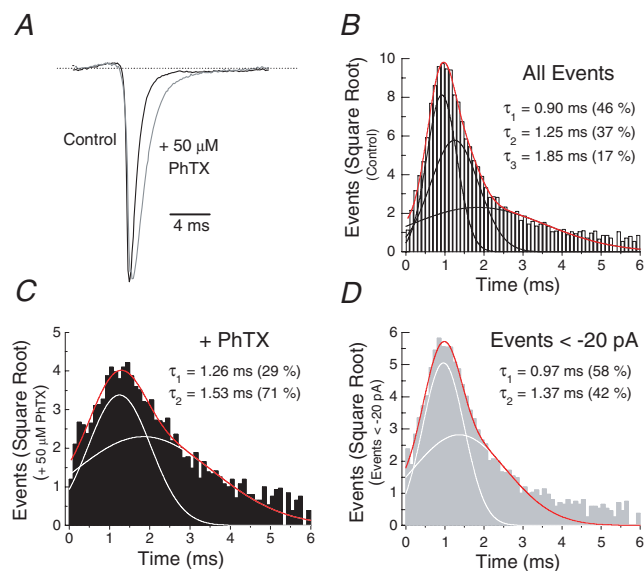 A
Control
+ 50 μM
PhTX
4 ms
B
All Events
τ1 = 0.90 ms (46 %)
τ2 = 1.25 ms (37 %)
τ3 = 1.85 ms (17 %)
Events (Square Root)
(Control)
10
8
6
4
2
0
0 1 2 3 4 5 6
Time (ms)
C
+ PhTX
τ1 = 1.26 ms (29 %)
τ2 = 1.53 ms (71 %)
Events (Square Root)
(+ 50 μM PhTX)
5
4
3
2
1
0
0 1 2 3 4 5 6
Time (ms)
D
Events < -20 pA
τ1 = 0.97 ms (58 %)
τ2 = 1.37 ms (42 %)
Events (Square Root)
(Events < -20 pA)
6
5
4
3
2
1
0
0 1 2 3 4 5 6
Time (ms)